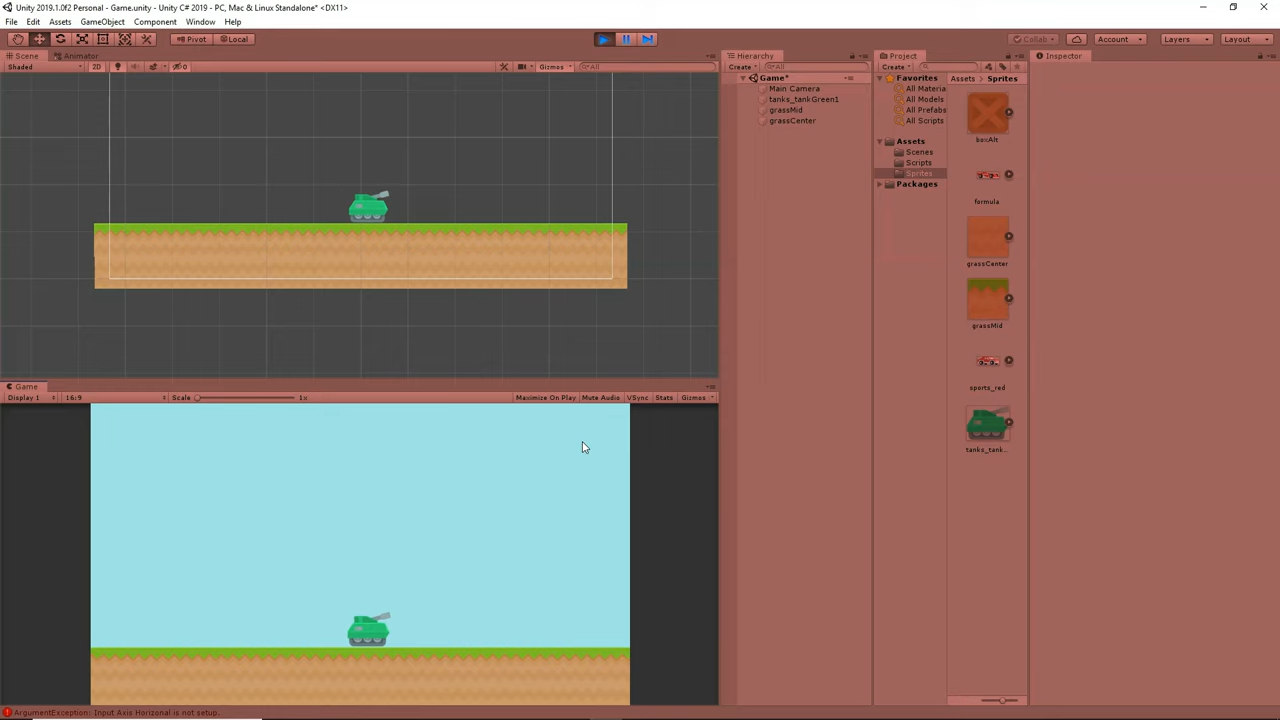 Unity 2019.1.0f2 Personal - Game.unity - Unity C# 2019 - PC, Mac & Linux Standalone* <DX11>
File Edit Assets GameObject Component Window Help
Pivot Local Collab Account Layers Layout
Scene Animator
Shaded 2D 0 Gizmos All
Hierarchy
Create All
Game*
Main Camera
tanks_tankGreen1
grassMid
grassCenter
Project
Create
Favorites
All Materia
All Models
All Prefabs
All Scripts
Assets
Scenes
Scripts
Sprites
Packages
Assets Sprites
boxAlt
formula
grassCenter
grassMid
sports_red
tanks_tank...
Inspector
Game
Display 1 16:9 Scale 1x Maximize On Play Mute Audio VSync Stats Gizmos
ArgumentException: Input Axis Horizonal is not setup.